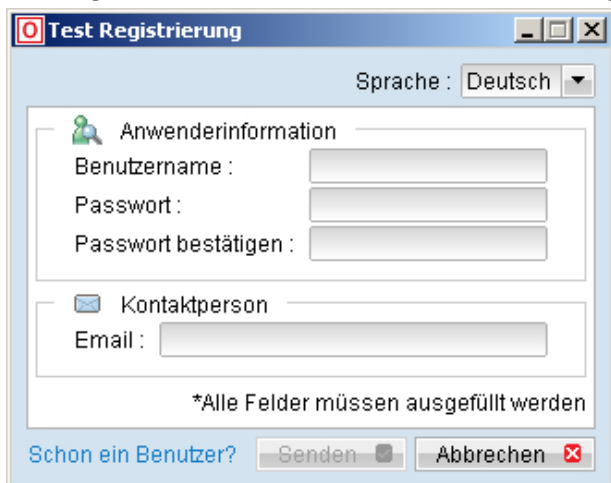 O Test Registrierung
Sprache : Deutsch
Anwenderinformation
Benutzername :
Passwort :
Passwort bestätigen :
Kontaktperson
Email :
*Alle Felder müssen ausgefüllt werden
Schon ein Benutzer? Senden Abbrechen